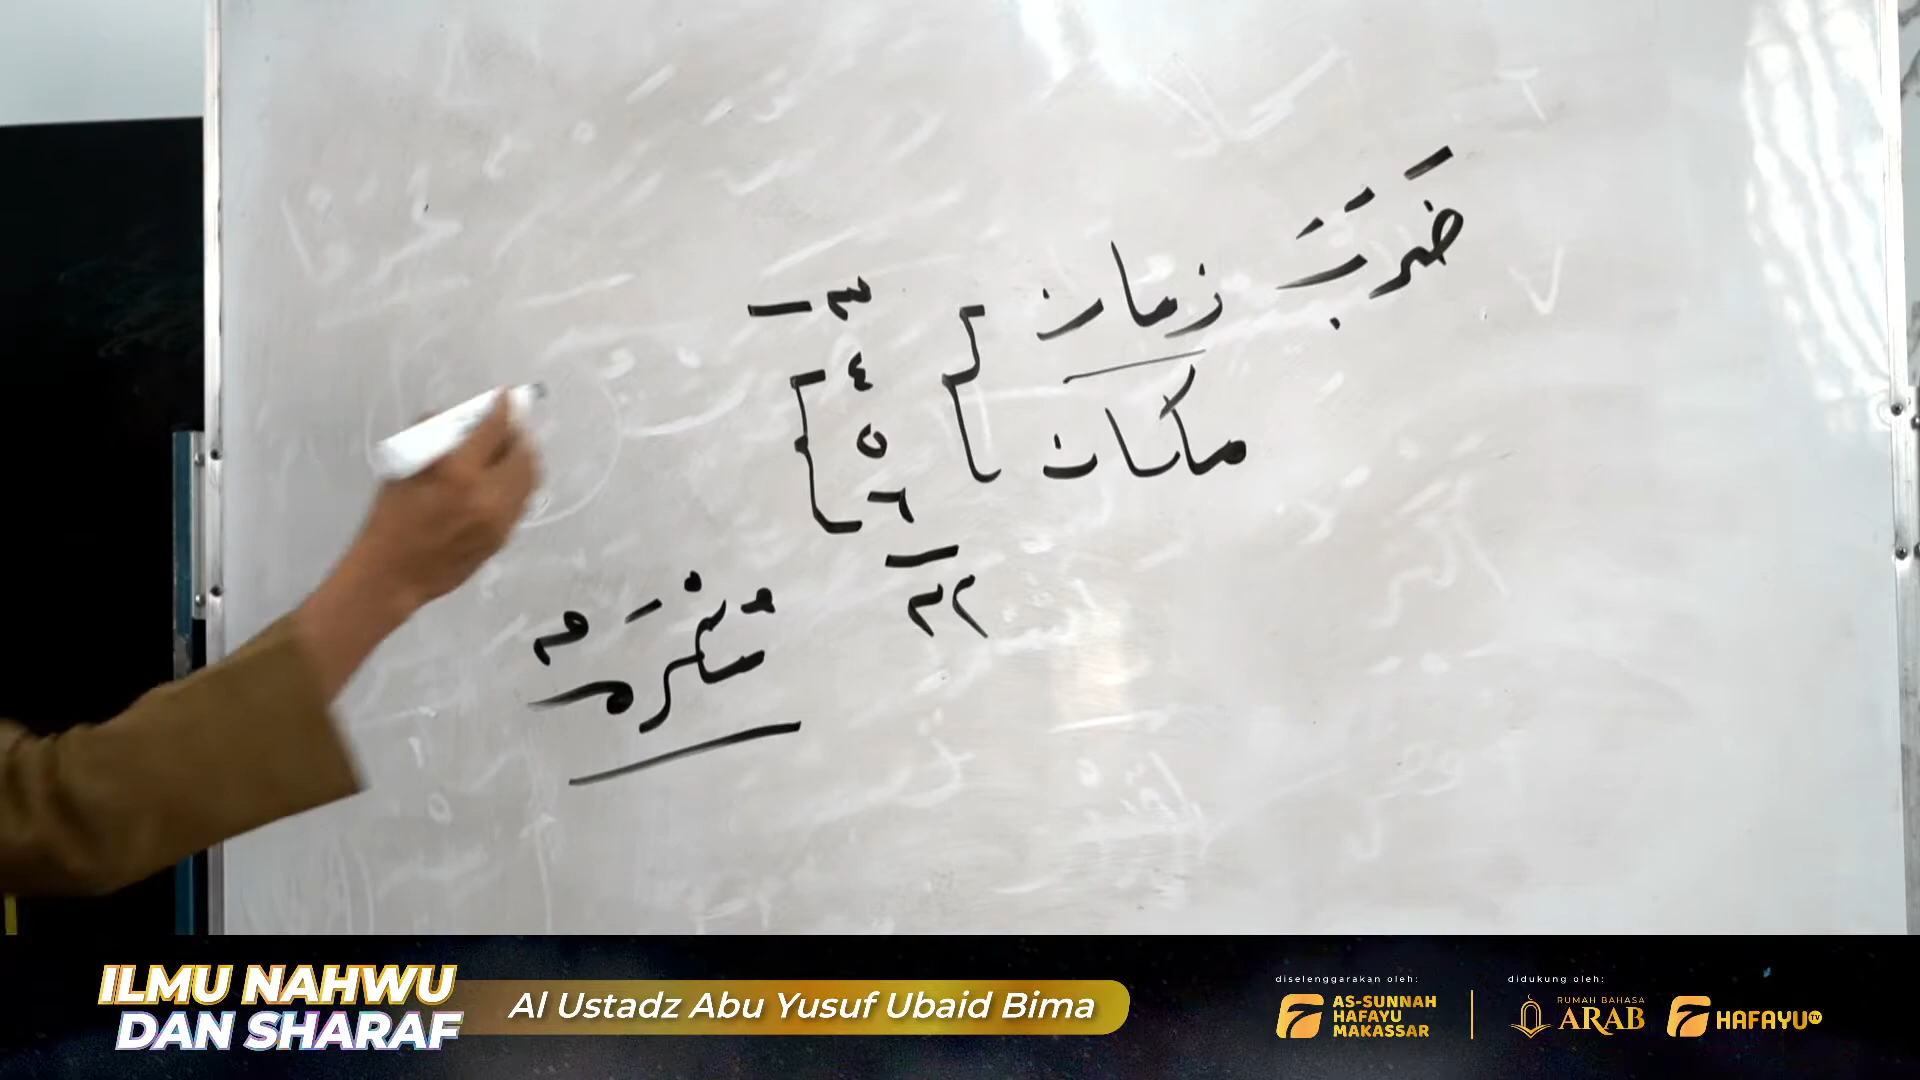 ضَرَبَ
زمان
مكان
٣ –
٤
٥
٦
٢٢
ILMU NAHWU
DAN SHARAF
Al Ustadz Abu Yusuf Ubaid Bima
diselenggarakan oleh:
AS-SUNNAH
HAFAYU
MAKASSAR
didukung oleh:
RUMAH BAHASA
ARAB
HAFAYU TV